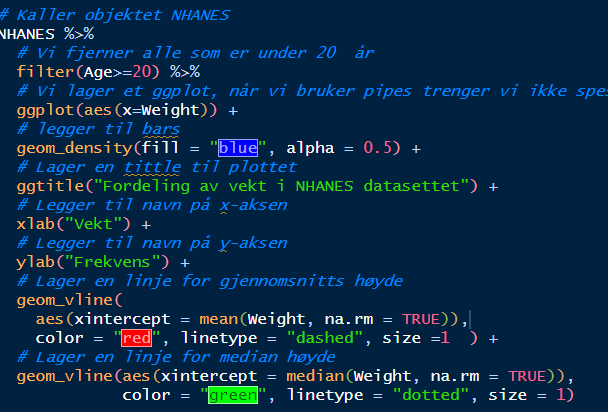 # Kaller objektet NHANES
NHANES %>%
# Vi fjerner alle som er under 20  år
filter(Age>=20) %>%
# Vi lager et ggplot, når vi bruker pipes trenger vi ikke spes
ggplot(aes(x=Weight)) +
# legger til bars
geom_density(fill = "blue", alpha = 0.5) +
# Lager en tittle til plottet
ggtitle("Fordeling av vekt i NHANES datasettet") +
# Legger til navn på x-aksen
xlab("Vekt") +
# Legger til navn på y-aksen
ylab("Frekvens") +
# Lager en linje for gjennomsnitts høyde
geom_vline(
aes(xintercept = mean(Weight, na.rm = TRUE)),
color = "red", linetype = "dashed", size =1  ) +
# Lager en linje for median høyde
geom_vline(aes(xintercept = median(Weight, na.rm = TRUE)),
color = "green", linetype = "dotted", size = 1)